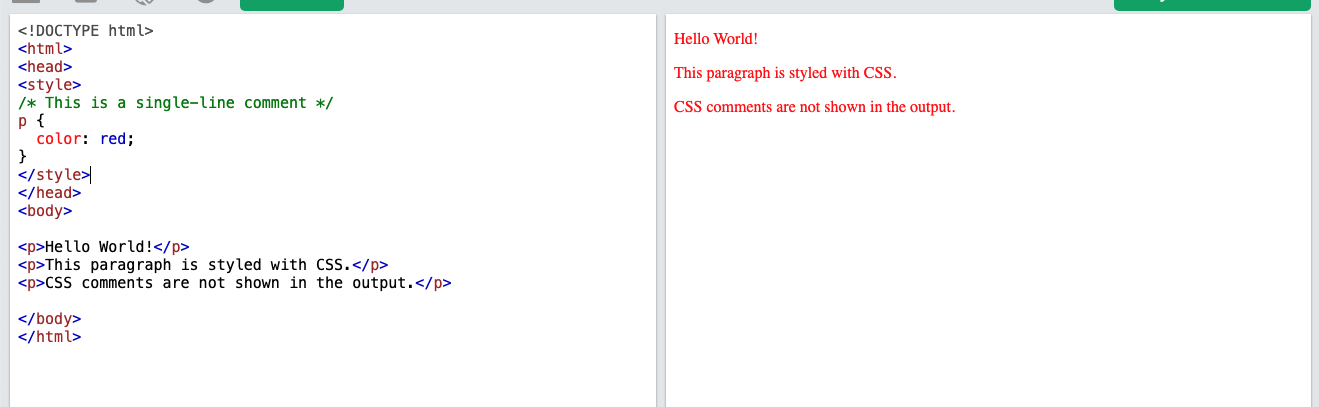 <!DOCTYPE html>
<html>
<head>
<style>
/* This is a single-line comment */
p {
  color: red;
}
</style>
</head>
<body>

<p>Hello World!</p>
<p>This paragraph is styled with CSS.</p>
<p>CSS comments are not shown in the output.</p>

</body>
</html>
Hello World!
This paragraph is styled with CSS.
CSS comments are not shown in the output.